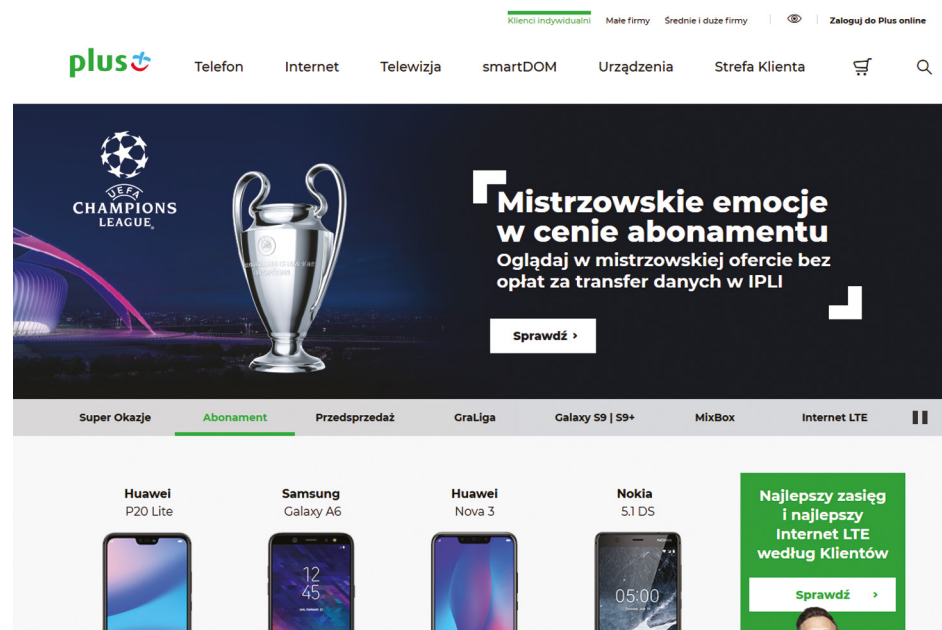 Klienci indywidualni Małe firmy Średnie i duże firmy Zaloguj do Plus online
plus
Telefon Internet Telewizja smartDOM Urządzenia Strefa Klienta
UEFA
CHAMPIONS
LEAGUE
Mistrzowskie emocje
w cenie abonamentu
Oglądaj w mistrzowskiej ofercie bez
opłat za transfer danych w IPLI
Sprawdź ›
Super Okazje Abonament Przedsprzedaż GraLiga Galaxy S9 | S9+ MixBox Internet LTE
Huawei Samsung Huawei Nokia
P20 Lite Galaxy A6 Nova 3 5.1 DS
Najlepszy zasięg
i najlepszy
Internet LTE
według Klientów
Sprawdź ›
12
45
05:00